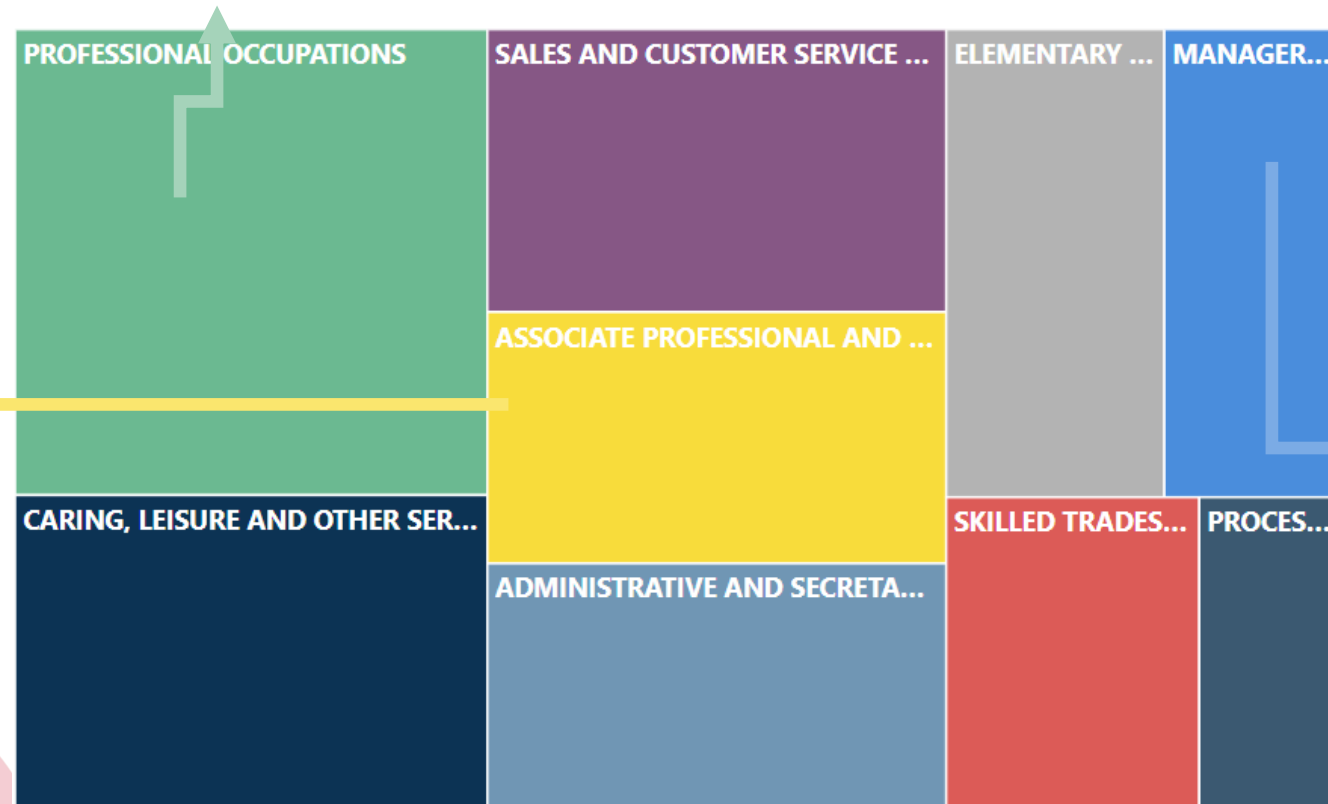 PROFESSIONAL OCCUPATIONS
SALES AND CUSTOMER SERVICE ...
ELEMENTARY ...
MANAGER...
ASSOCIATE PROFESSIONAL AND ...
CARING, LEISURE AND OTHER SER...
SKILLED TRADES...
PROCES...
ADMINISTRATIVE AND SECRETA...